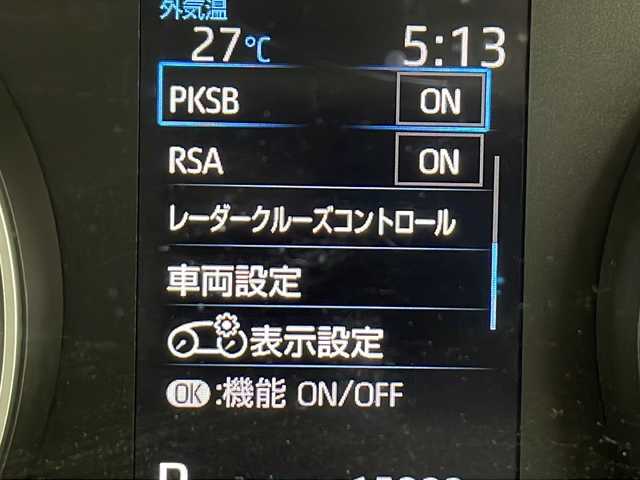 外気温
27℃ 5:13
PKSB ON
RSA ON
レーダークルーズコントロール
車両設定
表示設定
OK:機能 ON/OFF